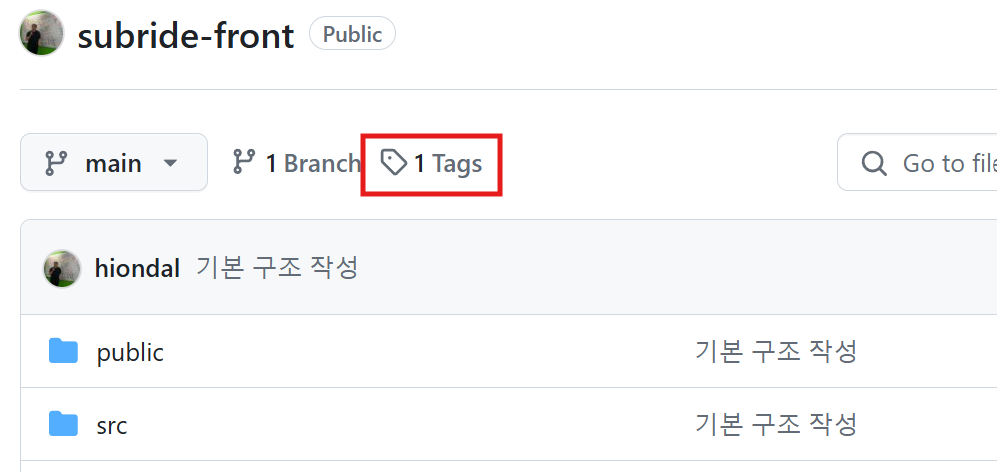 subride-front Public
main 1 Branch 1 Tags Go to file
hiondal 기본 구조 작성
public 기본 구조 작성
src 기본 구조 작성